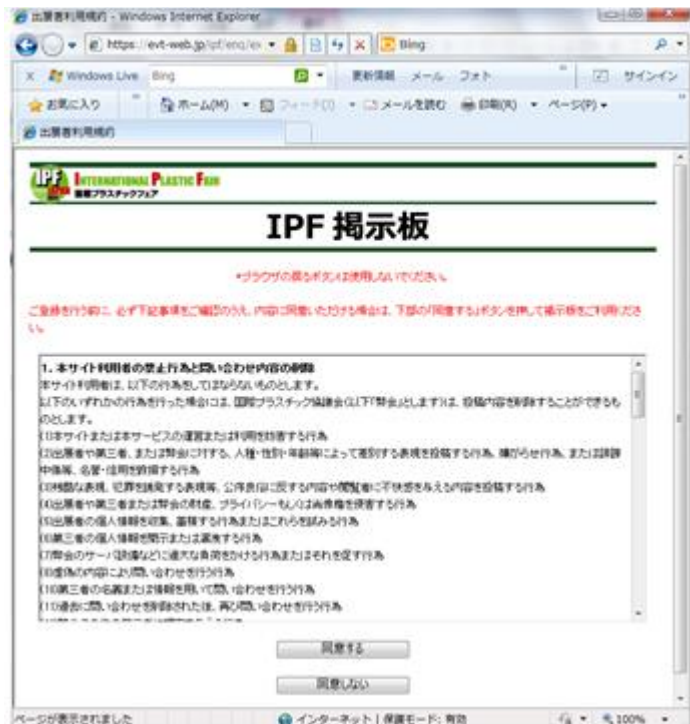 出展者利用規約 - Windows Internet Explorer
https://evt-web.jp/ipf/enq/ex
Bing
Windows Live
Bing
更新情報 メール フォト
サインイン
お気に入り
ホーム(M)
フィード(J)
メールを読む
印刷(R)
ページ(P)
出展者利用規約
IPF INTERNATIONAL PLASTIC FAIR
国際プラスチックフェア
IPF 掲示板
*ブラウザの戻るボタンは使用しないでください。
ご登録を行う前に、必ず下記事項をご確認のうえ、内容に同意いただける場合は、下部の「同意する」ボタンを押して掲示板をご利用くださ
い。
1. 本サイト利用者の禁止行為と問い合わせ内容の削除
本サイト利用者は、以下の行為をしてはならないものとします。
以下のいずれかの行為を行った場合には、国際プラスチック協議会(以下「弊会」とします)は、投稿内容を削除することができるも
のとします。
(1)本サイトまたは本サービスの運営または利用を妨害する行為
(2)出展者や第三者、または弊会に対する、人種・性別・年齢等によって差別する表現を投稿する行為、嫌がらせ行為、または誹謗
中傷等、名誉・信用を毀損する行為
(3)残酷な表現、犯罪を誘発する表現等、公序良俗に反する内容や閲覧者に不快感を与える内容を投稿する行為
(4)出展者や第三者または弊会の財産、プライバシーもしくは肖像権を侵害する行為
(5)出展者の個人情報を収集、蓄積する行為またはこれらを試みる行為
(6)第三者の個人情報を開示または漏洩する行為
(7)弊会のサーバ設備などに過大な負荷をかける行為またはそれを促す行為
(8)虚偽の内容により問い合わせを行う行為
(10)第三者の名義または情報を用いて問い合わせを行う行為
(11)過去に問い合わせを削除された後、再び問い合わせを行う行為
同意する
同意しない
ページが表示されました
インターネット | 保護モード: 有効
100%